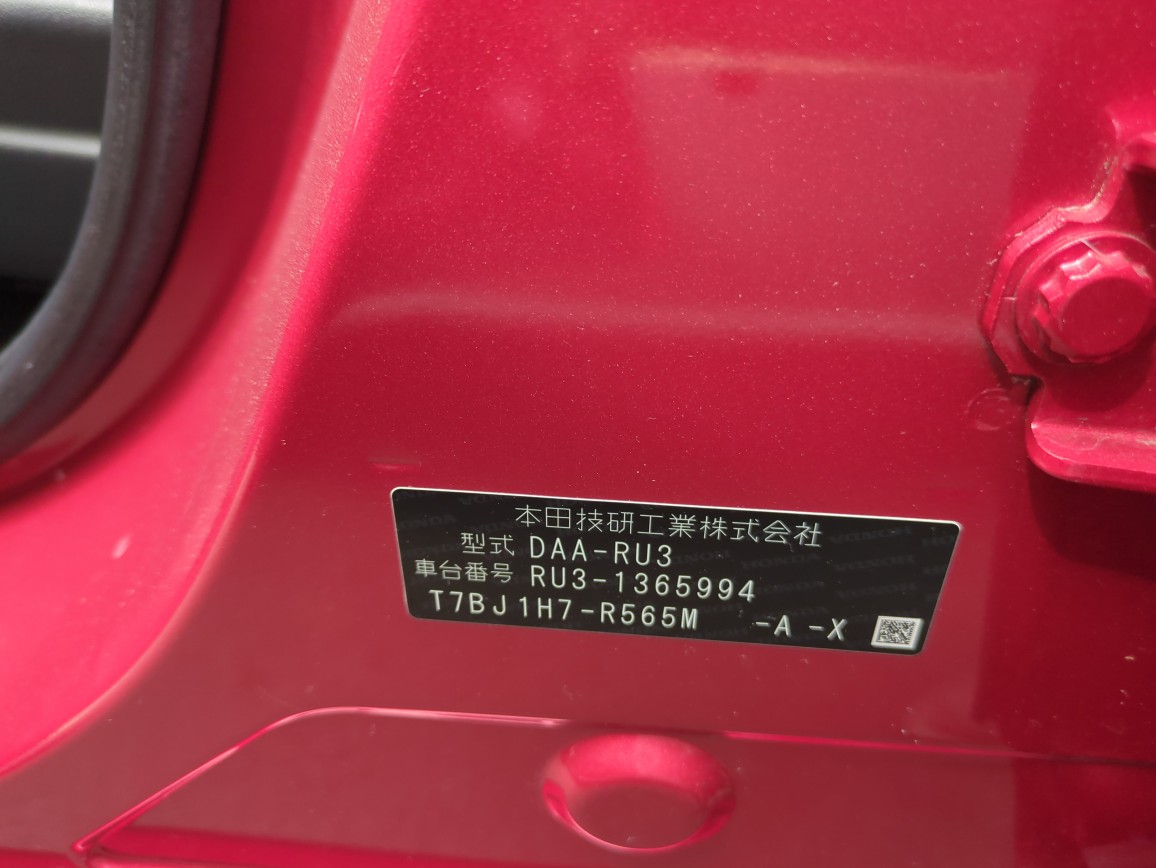 本田技研工業株式会社
型式 DAA-RU3
車台番号 RU3-1365994
T7BJ1H7-R565M -A -X